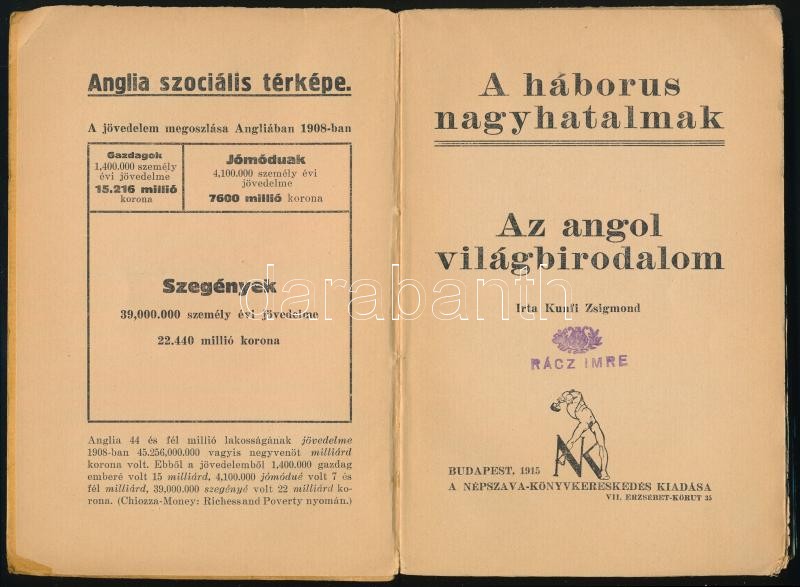 Anglia szociális térképe.
A jövedelem megoszlása Angliában 1908-ban
Gazdagok
1,400.000 személy
évi jövedelme
15.216 millió
korona
Jómóduak
4,100.000 személy évi
jövedelme
7600 millió korona
Szegények
39,000.000 személy évi jövedelme
22.440 millió korona
Anglia 44 és fél millió lakosságának jövedelme
1908-ban 45.256,000.000 vagyis negyvenöt milliárd
korona volt. Ebből a jövedelemből 1,400.000 gazdag
emberé volt 15 milliárd, 4,100.000 jómódué volt 7 és
fél milliárd, 39,000.000 szegényé volt 22 milliárd ko-
rona. (Chiozza-Money: Riches and Poverty nyomán.)
A háborus
nagyhatalmak
Az angol
világbirodalom
Irta Kunfi Zsigmond
RÁCZ IMRE
NK
BUDAPEST, 1915
A NÉPSZAVA-KÖNYVKERESKEDÉS KIADÁSA
VII. ERZSÉBET-KÖRUT 35
darabanth